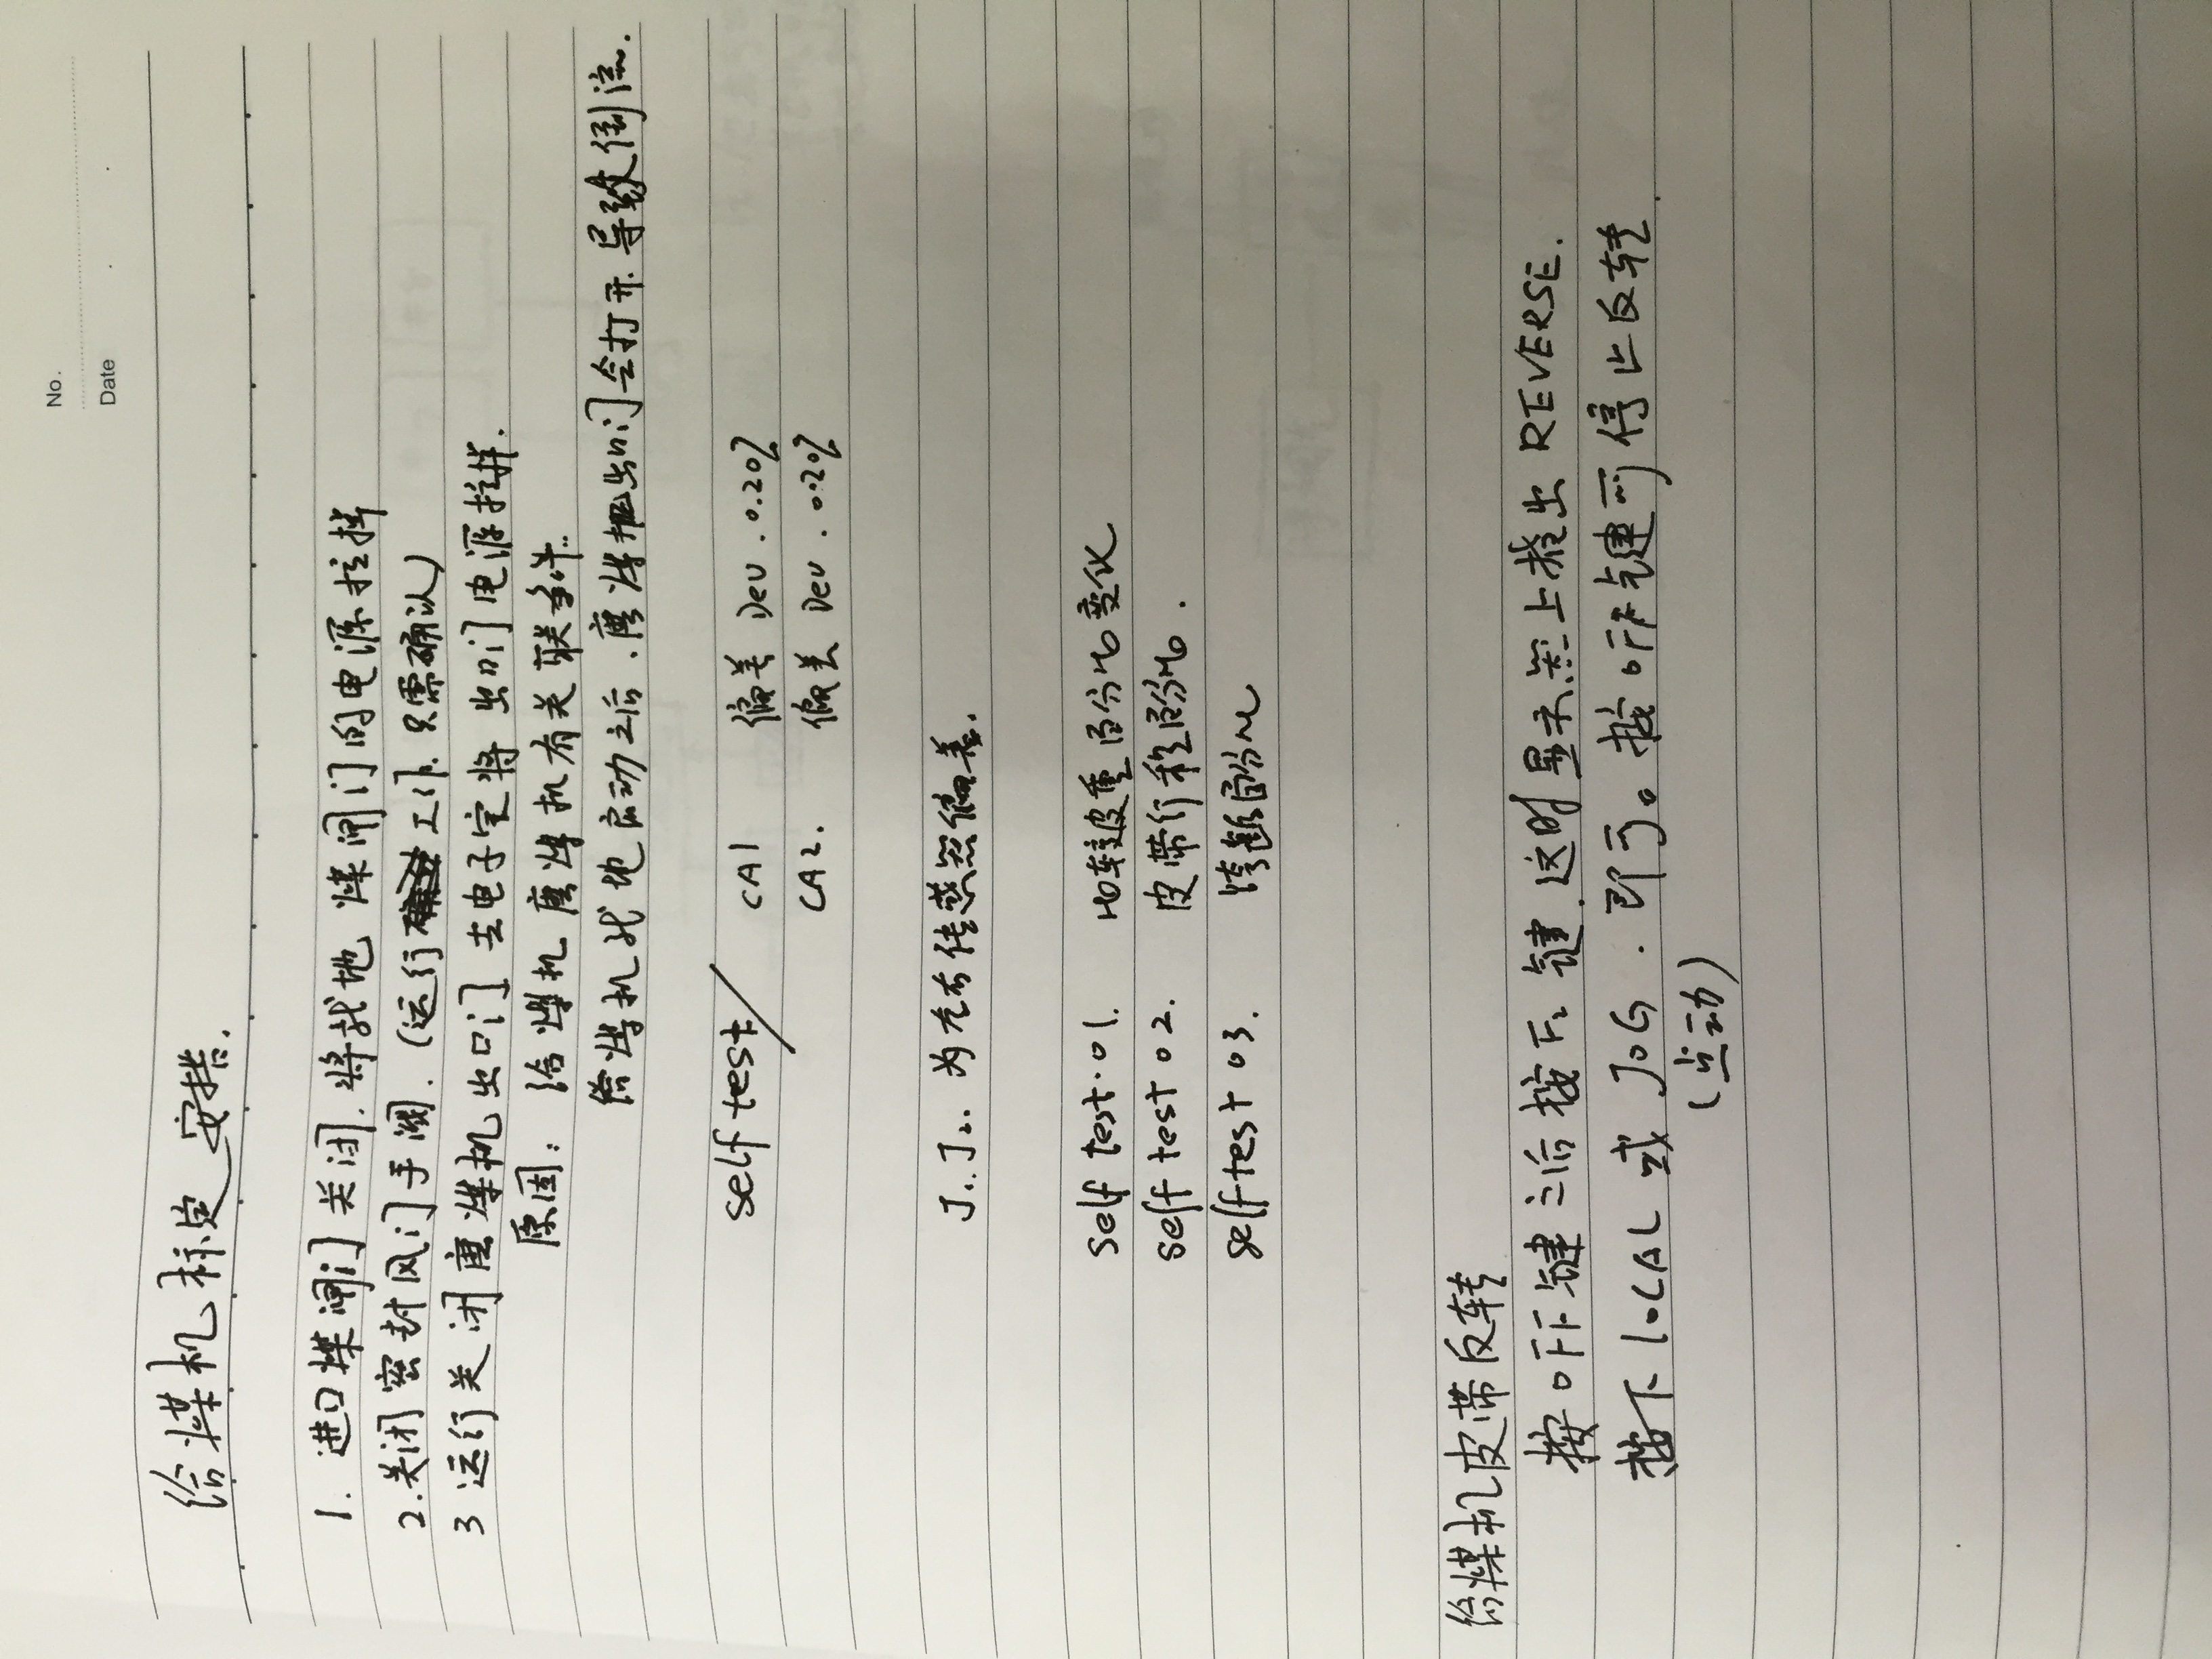 No.
Date
给煤机标定 安措.
1. 进口煤闸门关闭. 将就地 煤闸门的电源拉掉
2. 关闭密封风门手阀. (运行 工作. 只需确认)
3 运行关闭磨煤机出口门 去电子室将 出口门电源拉掉.
原因: 给煤机 磨煤机有关联条件.
给煤机就地启动之后. 磨煤机出口门会打开. 导致倒流.
self test/ CA1 偏差 Dev . 0.20%
CA2. 偏差 Dev . 0.20%
J1. J2. 为左右传感器偏差.
self test.01. 比较皮重百分比变化
self test 02. 皮带行程百分比.
self test 03. 跨距百分比
给煤机皮带反转
按OFF键之后按F2键. 这时显示器上推出 REVERSE.
按下 LOCAL 或 JOG . 即可。按OFF键可停止反转.
(点动)